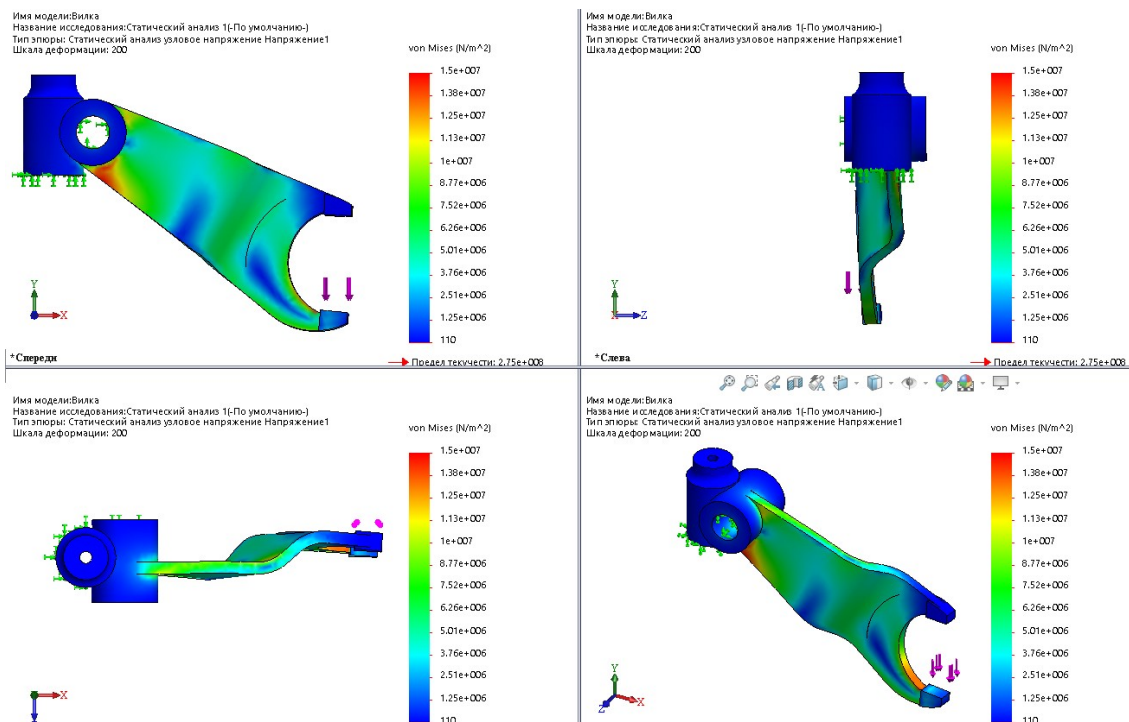 Имя модели:Вилка
Название исследования:Статический анализ 1(-По умолчанию-)
Тип эпюры: Статический анализ узловое напряжение Напряжение1
Шкала деформации: 200
von Mises (N/m^2)
1.5e+007
1.38e+007
1.25e+007
1.13e+007
1e+007
8.77e+006
7.52e+006
6.26e+006
5.01e+006
3.76e+006
2.51e+006
1.25e+006
110
Предел текучести: 2.75e+008
Y
X
*Спереди
Имя модели:Вилка
Название исследования:Статический анализ 1(-По умолчанию-)
Тип эпюры: Статический анализ узловое напряжение Напряжение1
Шкала деформации: 200
von Mises (N/m^2)
1.5e+007
1.38e+007
1.25e+007
1.13e+007
1e+007
8.77e+006
7.52e+006
6.26e+006
5.01e+006
3.76e+006
2.51e+006
1.25e+006
110
Предел текучести: 2.75e+008
Y
Z
*Слева
Имя модели:Вилка
Название исследования:Статический анализ 1(-По умолчанию-)
Тип эпюры: Статический анализ узловое напряжение Напряжение1
Шкала деформации: 200
von Mises (N/m^2)
1.5e+007
1.38e+007
1.25e+007
1.13e+007
1e+007
8.77e+006
7.52e+006
6.26e+006
5.01e+006
3.76e+006
2.51e+006
1.25e+006
110
X
Имя модели:Вилка
Название исследования:Статический анализ 1(-По умолчанию-)
Тип эпюры: Статический анализ узловое напряжение Напряжение1
Шкала деформации: 200
von Mises (N/m^2)
1.5e+007
1.38e+007
1.25e+007
1.13e+007
1e+007
8.77e+006
7.52e+006
6.26e+006
5.01e+006
3.76e+006
2.51e+006
1.25e+006
110
Y
X
Z